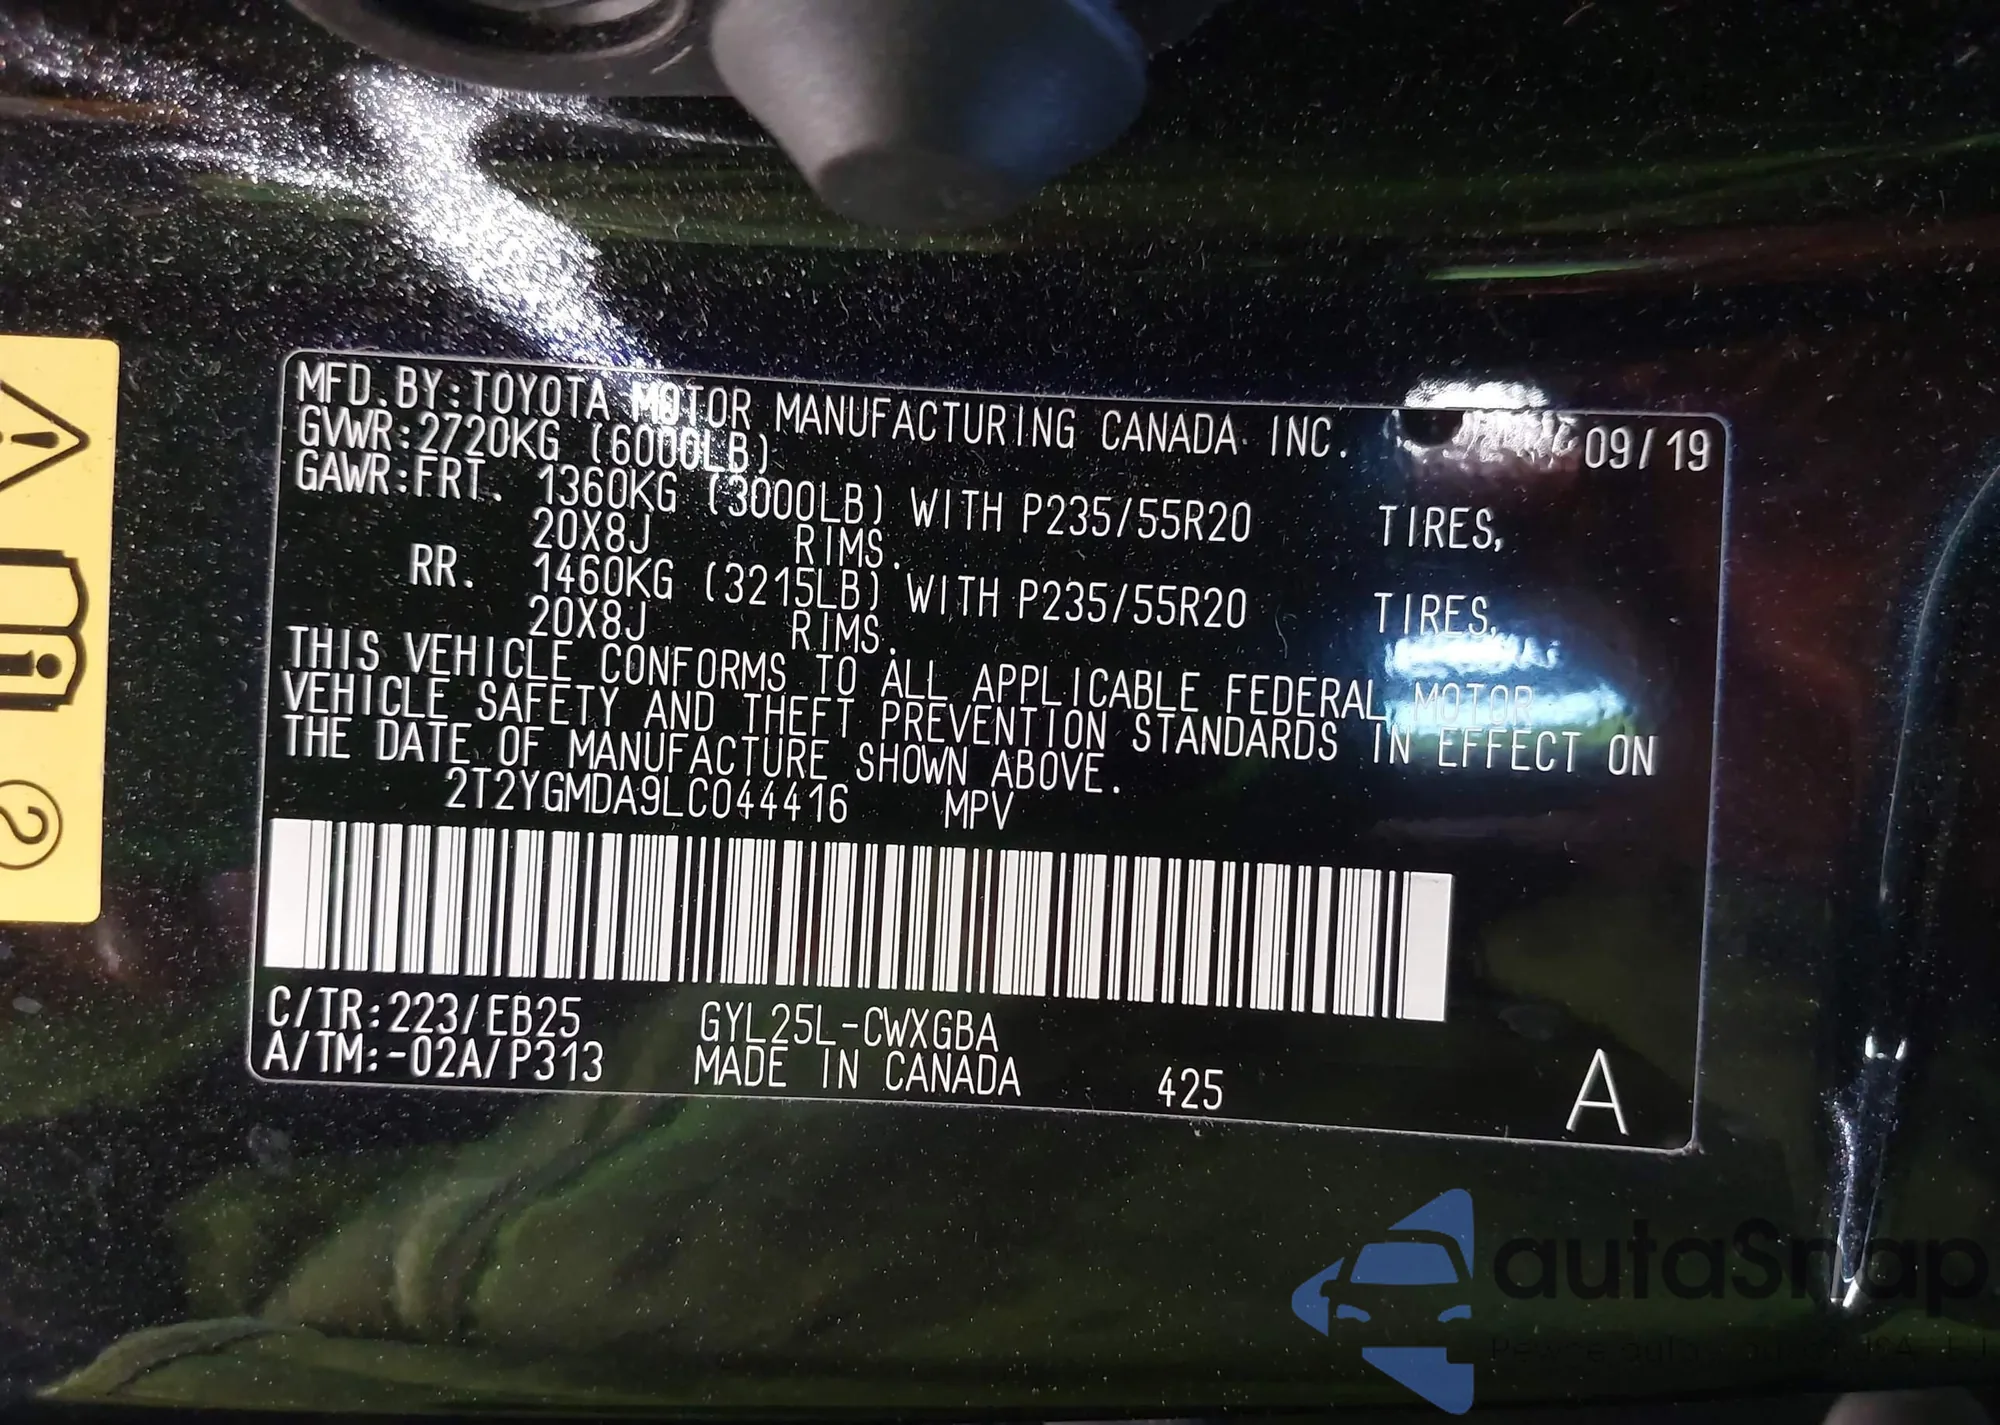 MFD. BY: TOYOTA MOTOR MANUFACTURING CANADA INC. 09/19
GVWR: 2720KG (6000LB)
GAWR: FRT. 1360KG (3000LB) WITH P235/55R20 TIRES,
20X8J RIMS.
RR. 1460KG (3215LB) WITH P235/55R20 TIRES,
20X8J RIMS.
THIS VEHICLE CONFORMS TO ALL APPLICABLE FEDERAL MOTOR
VEHICLE SAFETY AND THEFT PREVENTION STANDARDS IN EFFECT ON
THE DATE OF MANUFACTURE SHOWN ABOVE.
2T2YGMDA9LC044416 MPV
C/TR: 223/EB25 GYL25L-CWXGBA
A/TM: -02A/P313 MADE IN CANADA 425 A
2
autaSnap